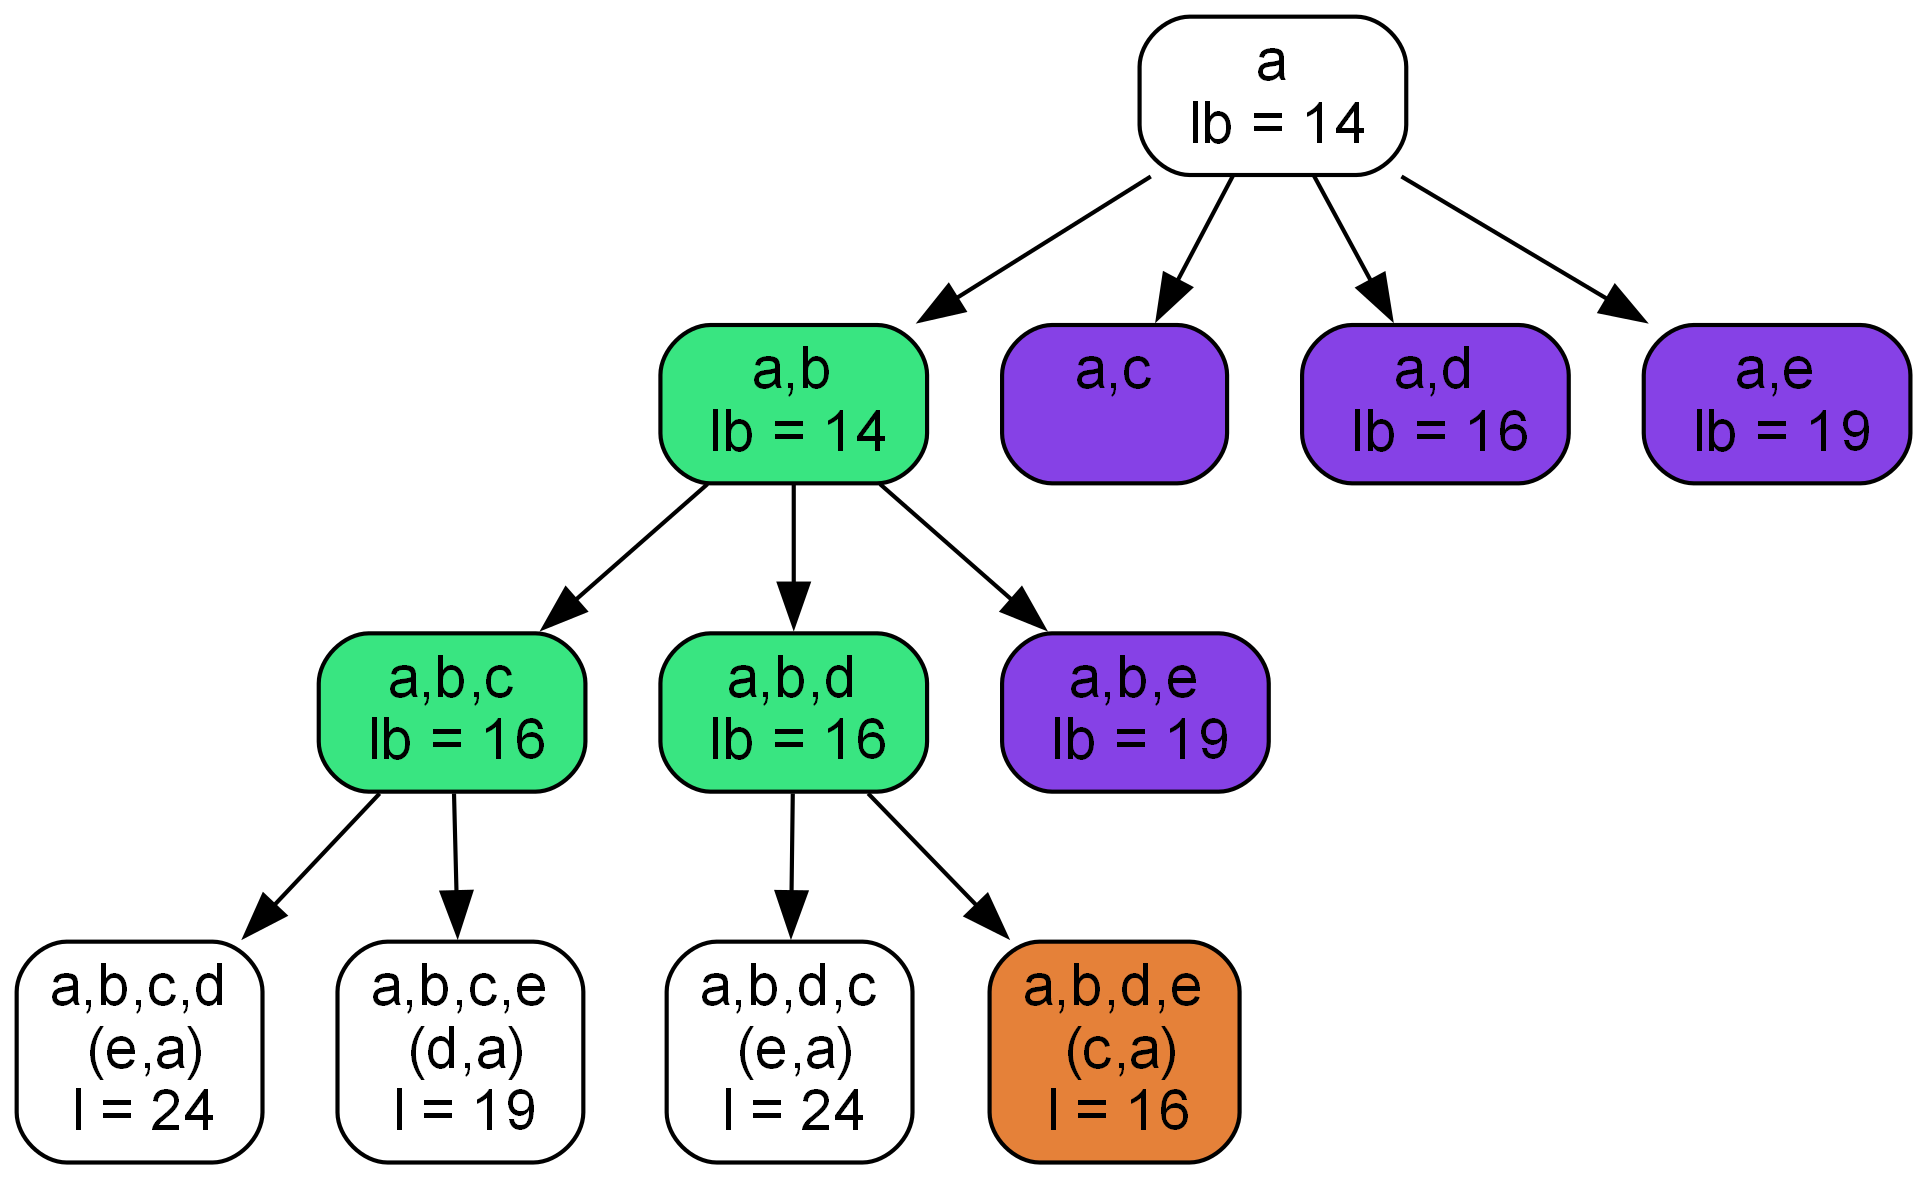 a
lb = 14
a,b
lb = 14
a,c
a,d
lb = 16
a,e
lb = 19
a,b,c
lb = 16
a,b,d
lb = 16
a,b,e
lb = 19
a,b,c,d
(e,a)
l = 24
a,b,c,e
(d,a)
l = 19
a,b,d,c
(e,a)
l = 24
a,b,d,e
(c,a)
l = 16